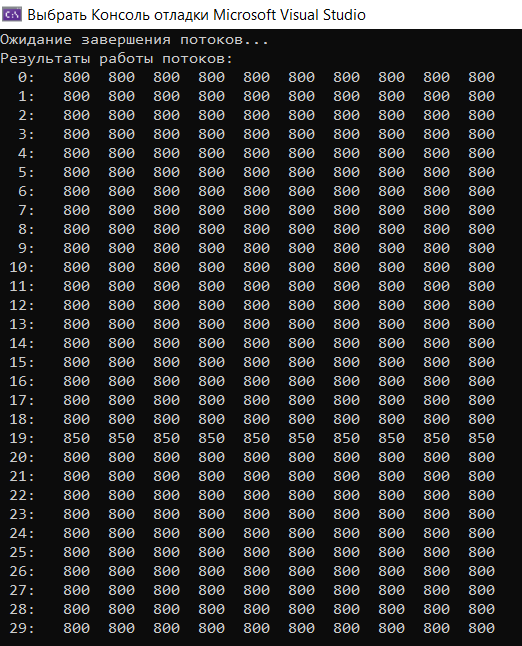 C:\ Выбрать Консоль отладки Microsoft Visual Studio
Ожидание завершения потоков...
Результаты работы потоков:
0: 800 800 800 800 800 800 800 800 800 800
1: 800 800 800 800 800 800 800 800 800 800
2: 800 800 800 800 800 800 800 800 800 800
3: 800 800 800 800 800 800 800 800 800 800
4: 800 800 800 800 800 800 800 800 800 800
5: 800 800 800 800 800 800 800 800 800 800
6: 800 800 800 800 800 800 800 800 800 800
7: 800 800 800 800 800 800 800 800 800 800
8: 800 800 800 800 800 800 800 800 800 800
9: 800 800 800 800 800 800 800 800 800 800
10: 800 800 800 800 800 800 800 800 800 800
11: 800 800 800 800 800 800 800 800 800 800
12: 800 800 800 800 800 800 800 800 800 800
13: 800 800 800 800 800 800 800 800 800 800
14: 800 800 800 800 800 800 800 800 800 800
15: 800 800 800 800 800 800 800 800 800 800
16: 800 800 800 800 800 800 800 800 800 800
17: 800 800 800 800 800 800 800 800 800 800
18: 800 800 800 800 800 800 800 800 800 800
19: 850 850 850 850 850 850 850 850 850 850
20: 800 800 800 800 800 800 800 800 800 800
21: 800 800 800 800 800 800 800 800 800 800
22: 800 800 800 800 800 800 800 800 800 800
23: 800 800 800 800 800 800 800 800 800 800
24: 800 800 800 800 800 800 800 800 800 800
25: 800 800 800 800 800 800 800 800 800 800
26: 800 800 800 800 800 800 800 800 800 800
27: 800 800 800 800 800 800 800 800 800 800
28: 800 800 800 800 800 800 800 800 800 800
29: 800 800 800 800 800 800 800 800 800 800